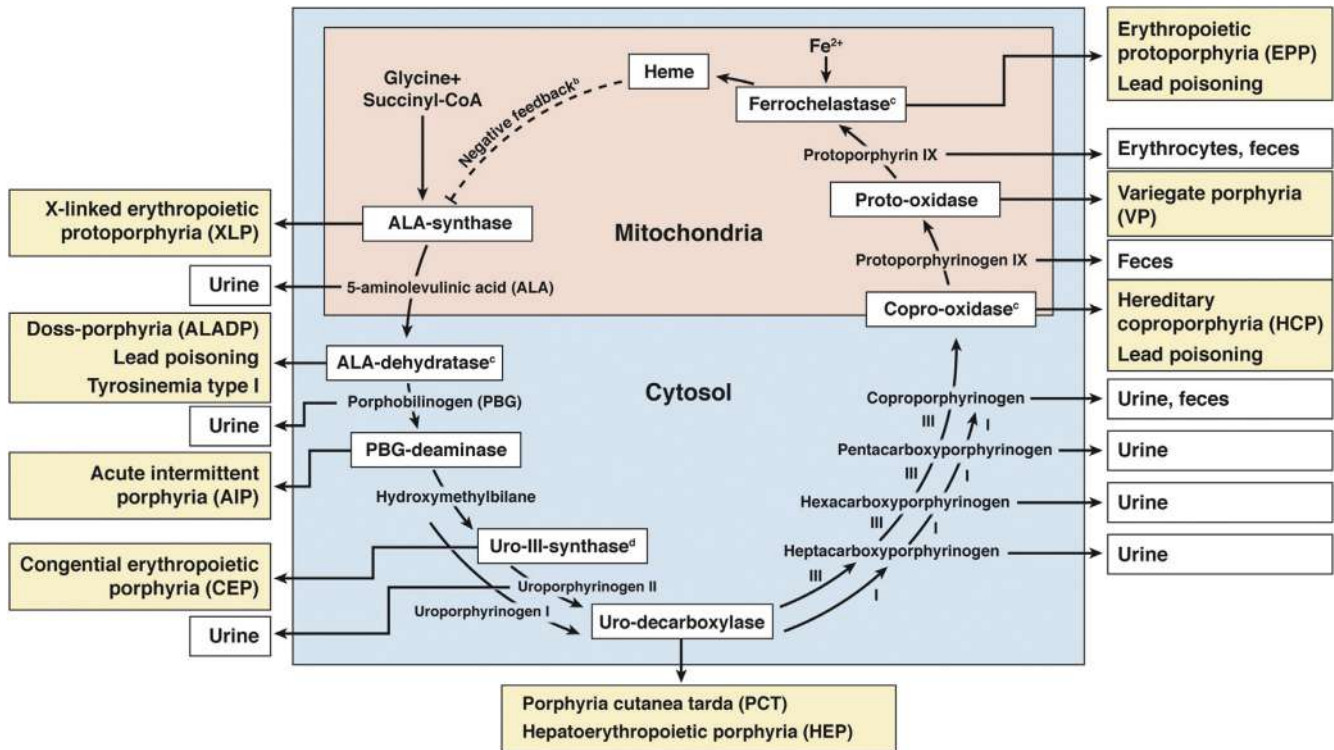 Erythropoietic
protoporphyria (EPP)
Lead poisoning
Fe2+
Heme
Glycine+
Succinyl-CoA
Ferrochelastaseᶜ
Negative feedbackᵇ
Protoporphyrin IX
Erythrocytes, feces
Proto-oxidase
Variegate porphyria
(VP)
X-linked erythropoietic
protoporphyria (XLP)
ALA-synthase
Mitochondria
Protoporphyrinogen IX
Feces
Urine
5-aminolevulinic acid (ALA)
Copro-oxidaseᶜ
Hereditary
coproporphyria (HCP)
Lead poisoning
Doss-porphyria (ALADP)
Lead poisoning
Tyrosinemia type I
ALA-dehydrataseᶜ
Cytosol
Coproporphyrinogen
Urine, feces
Porphobilinogen (PBG)
Urine
III
I
PBG-deaminase
Pentacarboxyporphyrinogen
Urine
Acute intermittent
porphyria (AIP)
III
I
Hydroxymethylbilane
Hexacarboxyporphyrinogen
Urine
III
I
Uro-III-synthaseᵈ
Heptacarboxyporphyrinogen
Urine
Congential erythropoietic
porphyria (CEP)
III
I
Uroporphyrinogen II
Uroporphyrinogen I
Urine
Uro-decarboxylase
Porphyria cutanea tarda (PCT)
Hepatoerythropoietic porphyria (HEP)